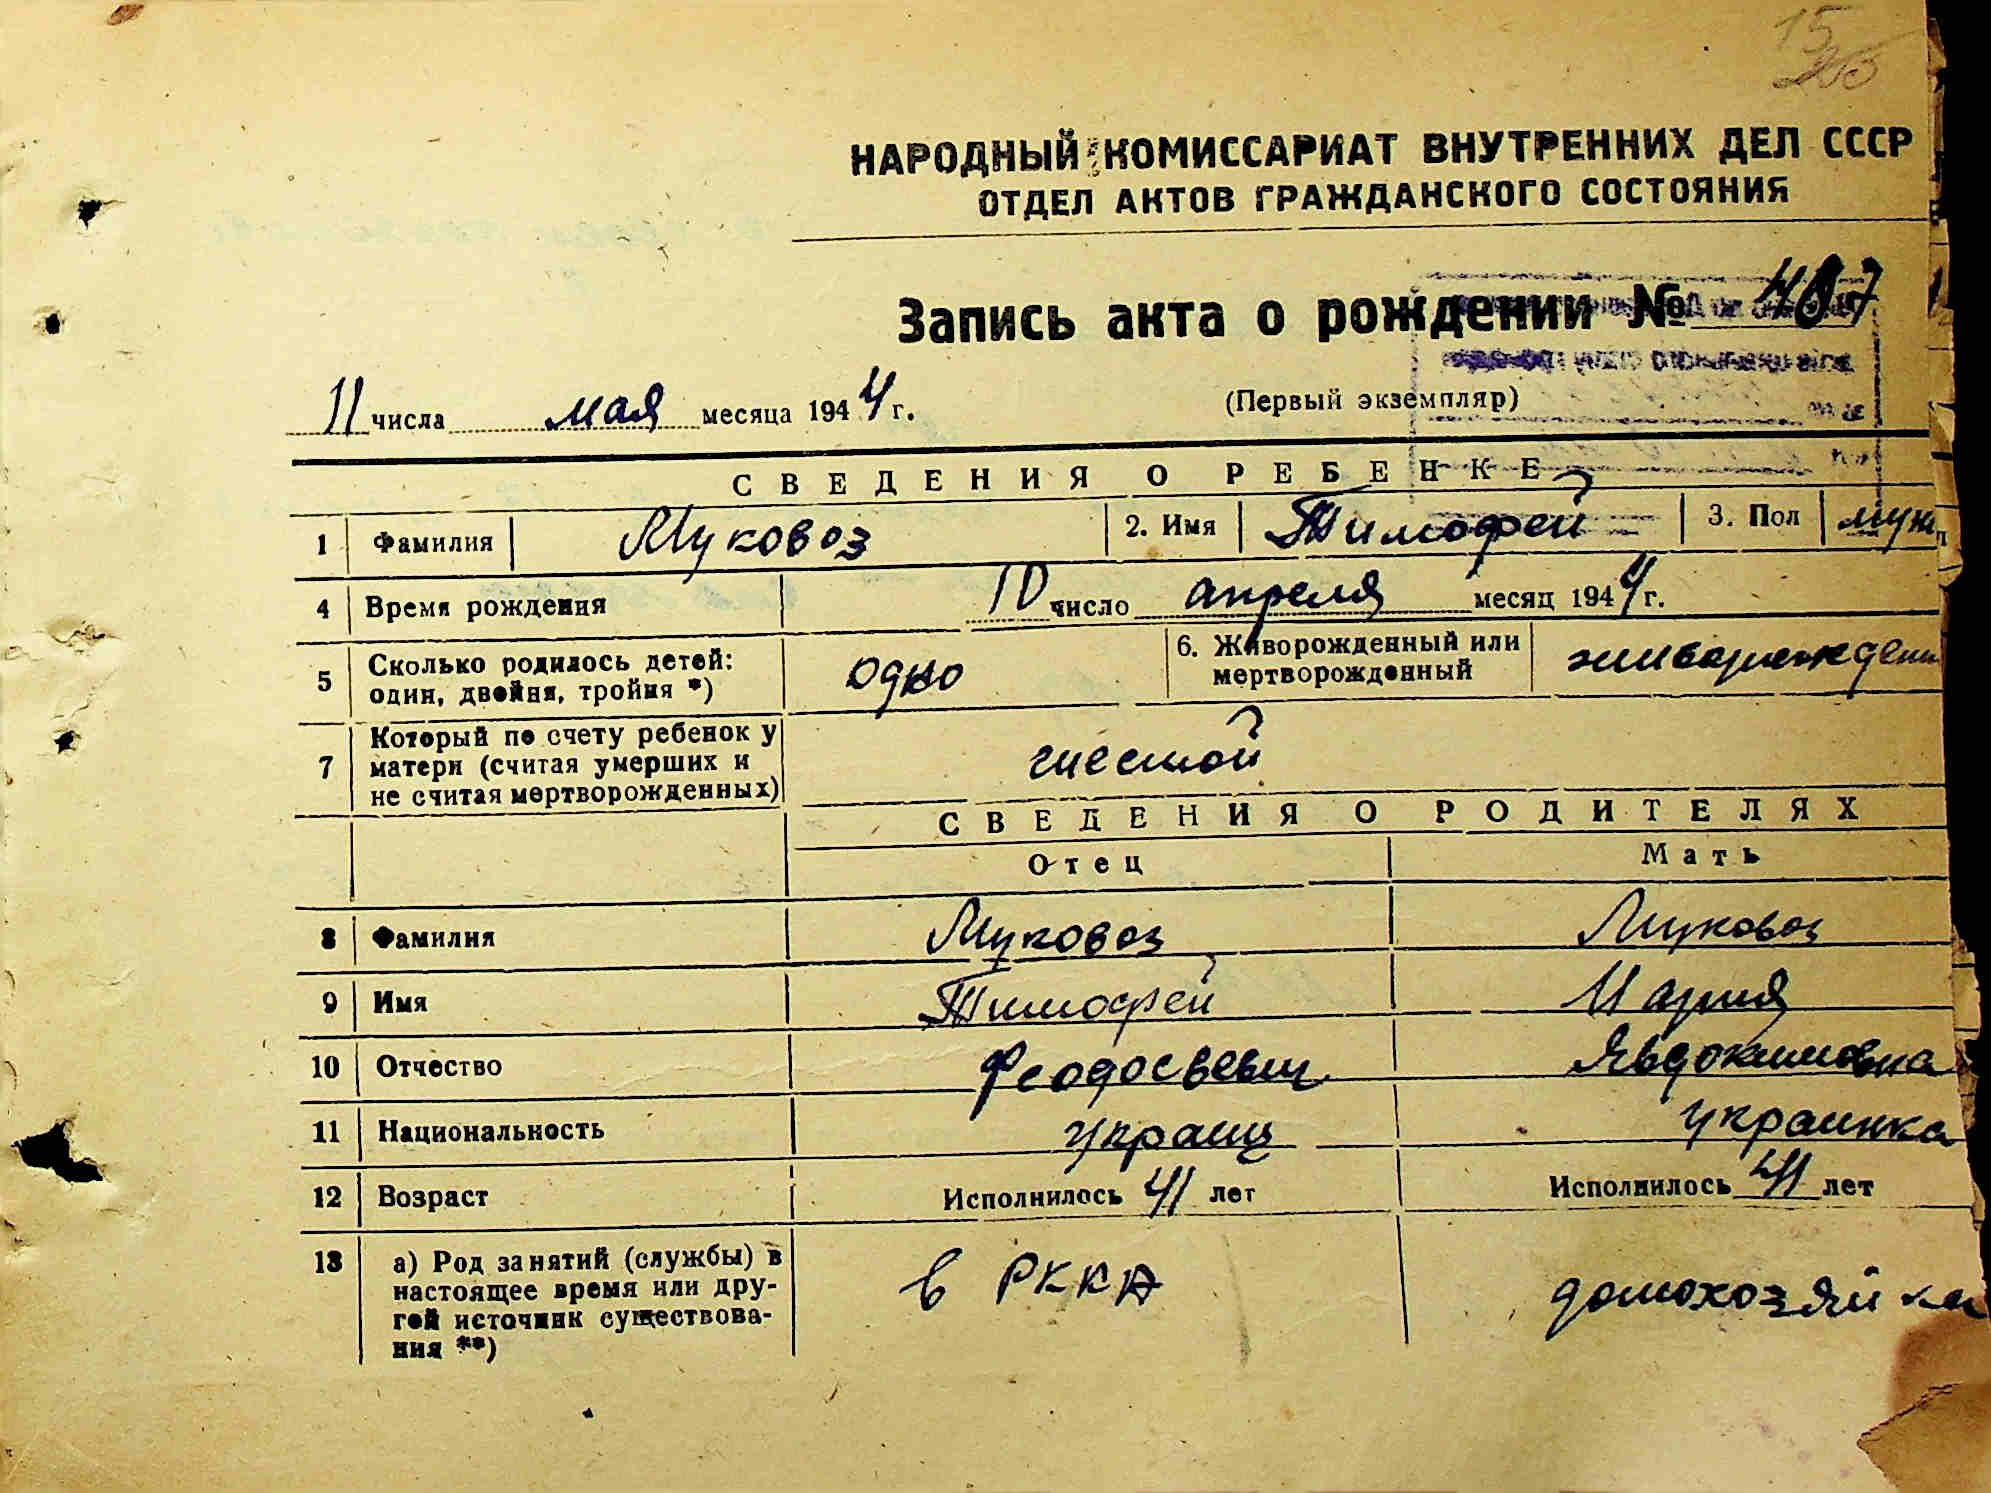 15
НАРОДНЫЙ КОМИССАРИАТ ВНУТРЕННИХ ДЕЛ СССР
ОТДЕЛ АКТОВ ГРАЖДАНСКОГО СОСТОЯНИЯ
Запись акта о рождении № 407
11 числа мая месяца 1944 г. (Первый экземпляр)
СВЕДЕНИЯ О РЕБЕНКЕ
1 Фамилия Муковоз 2. Имя Тимофей 3. Пол муж
4 Время рождения 10 число апреля месяц 1944 г.
5 Сколько родилось детей: один, двойня, тройня *) одно 6. Живорожденный или мертворожденный живорожден
7 Который по счету ребенок у матери (считая умерших и не считая мертворожденных) шестой
СВЕДЕНИЯ О РОДИТЕЛЯХ
Отец Мать
8 Фамилия Муковоз Муковоз
9 Имя Тимофей Мария
10 Отчество Феодосьевич Явдокимовна
11 Национальность украинц украинка
12 Возраст Исполнилось 41 лет Исполнилось 41 лет
13 а) Род занятий (службы) в настоящее время или другой источник существования **) в РККА домохозяйка